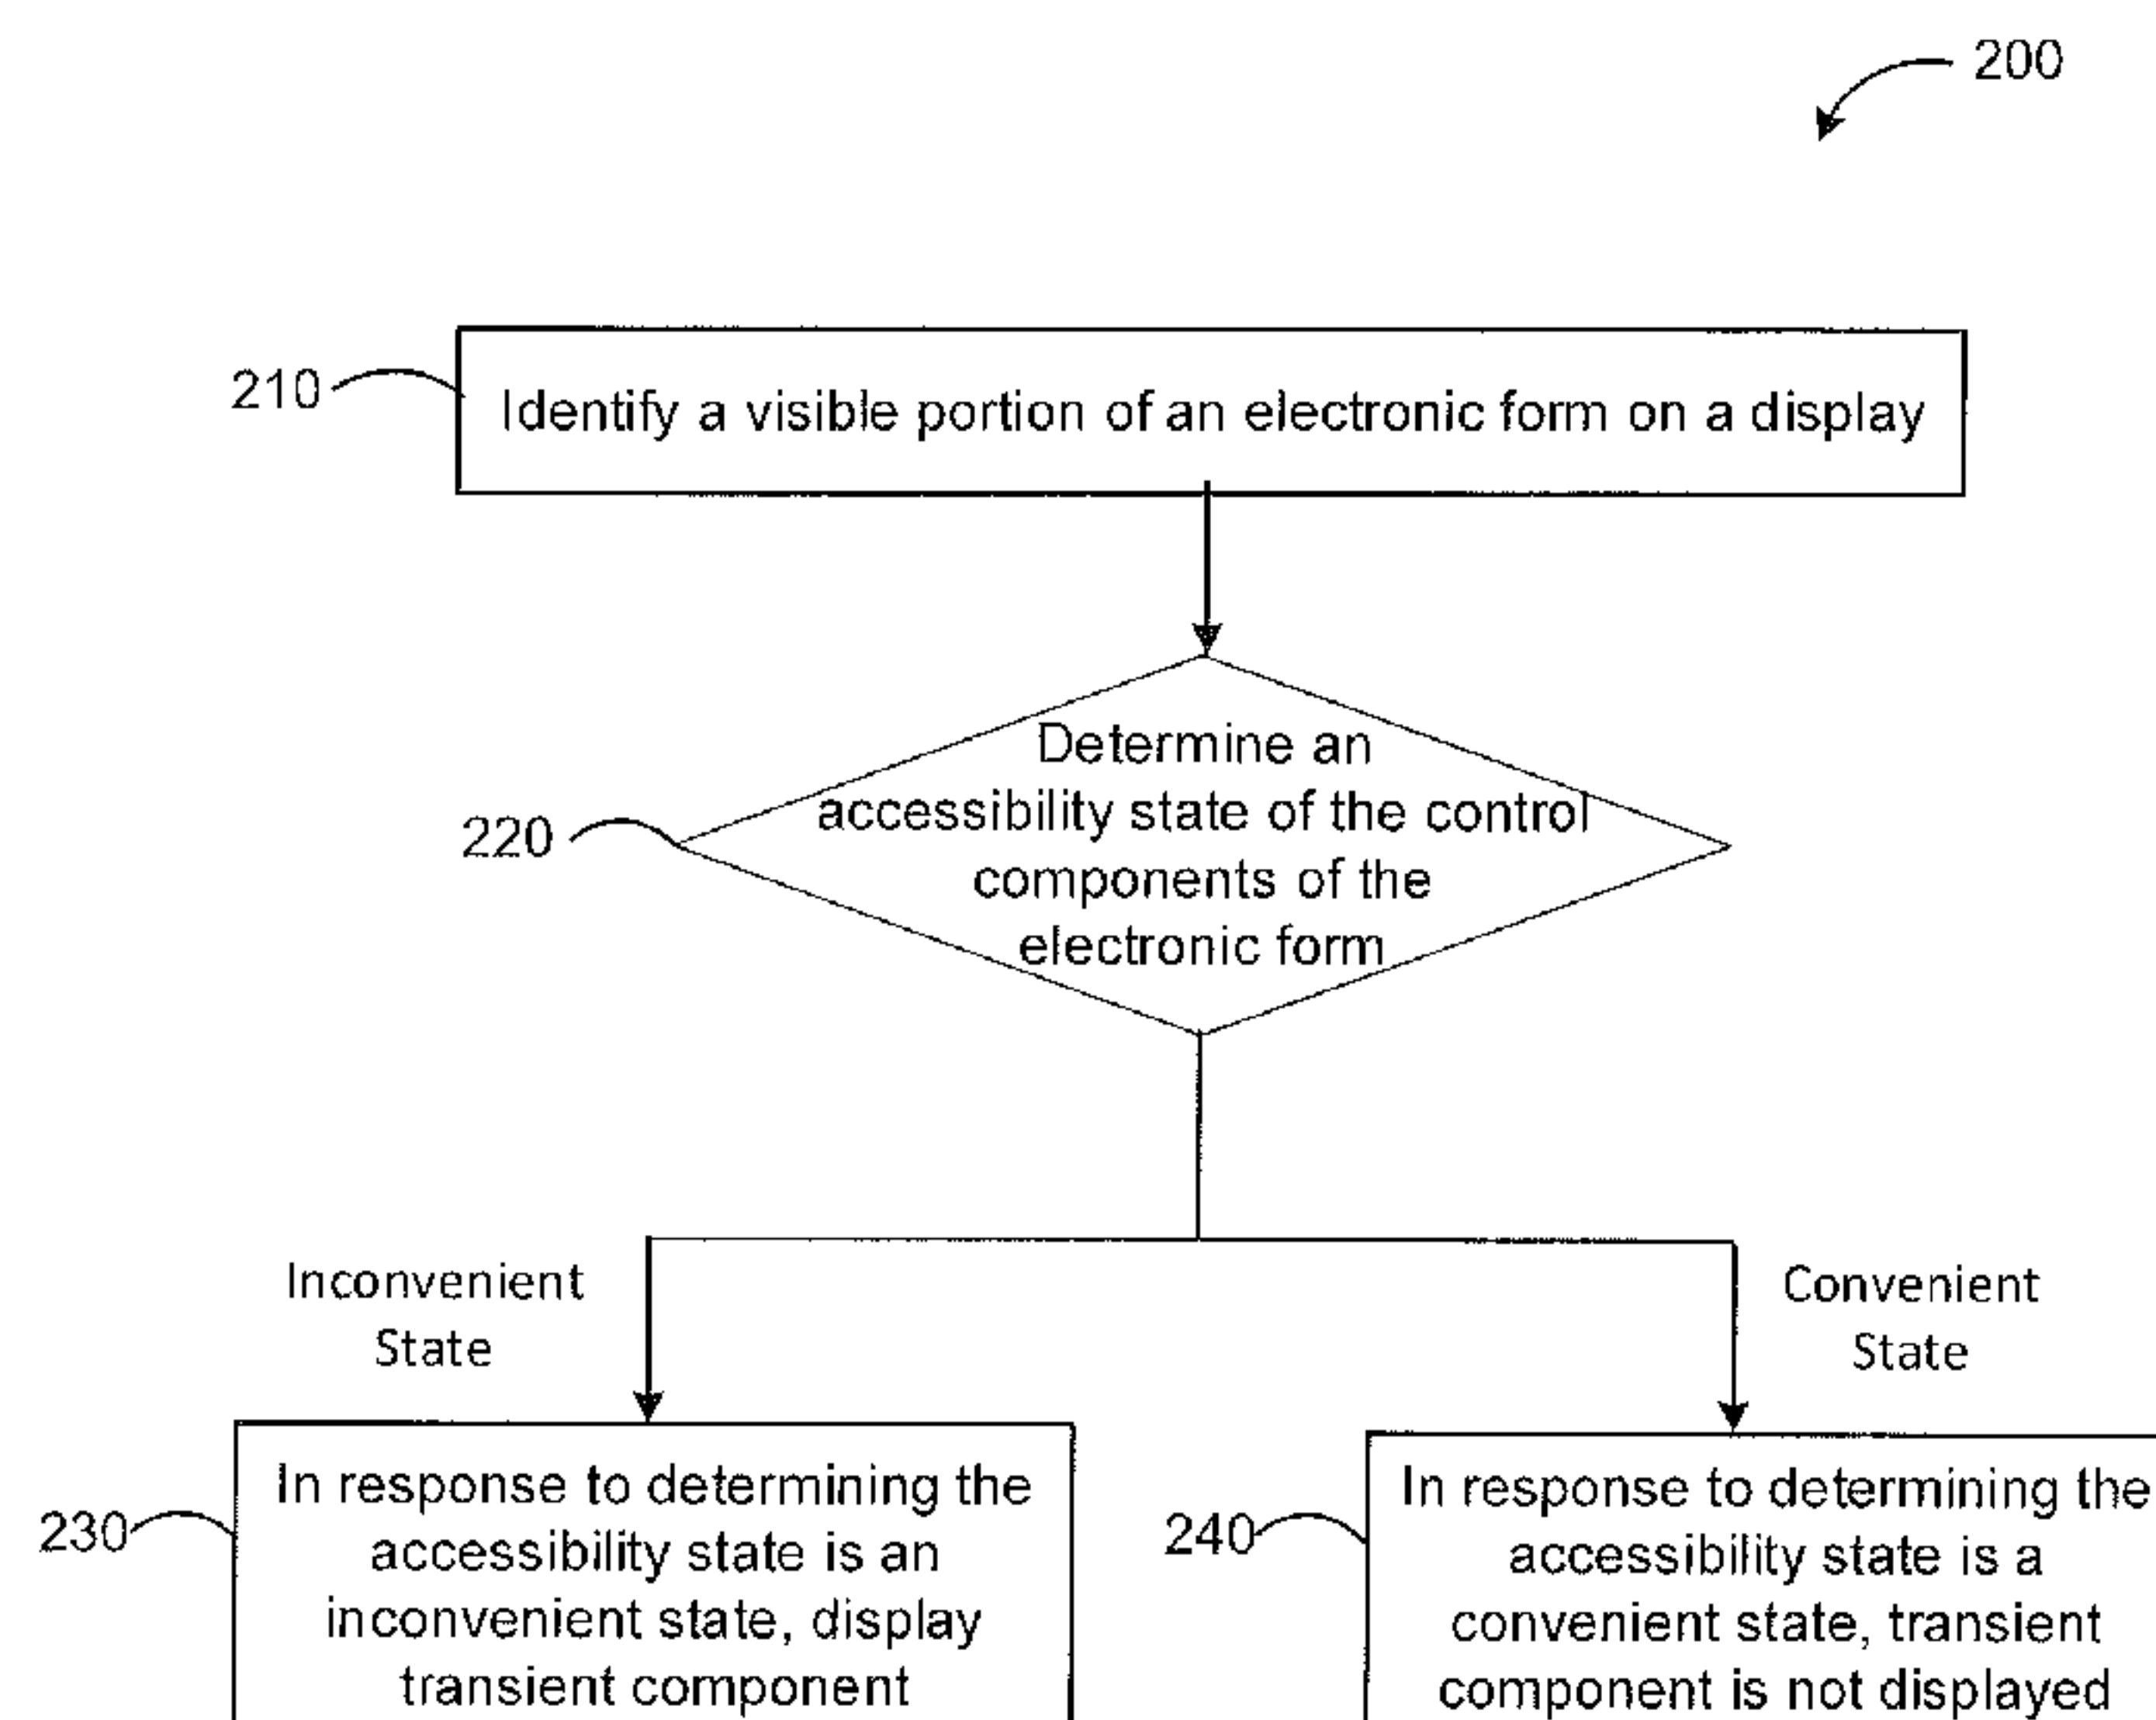 200
210
Identify a visible portion of an electronic form on a display
Determine an
accessibility state of the control
components of the
electronic form
220
Inconvenient
State
Convenient
State
230
In response to determining the
accessibility state is an
inconvenient state, display
transient component
240
In response to determining the
accessibility state is a
convenient state, transient
component is not displayed